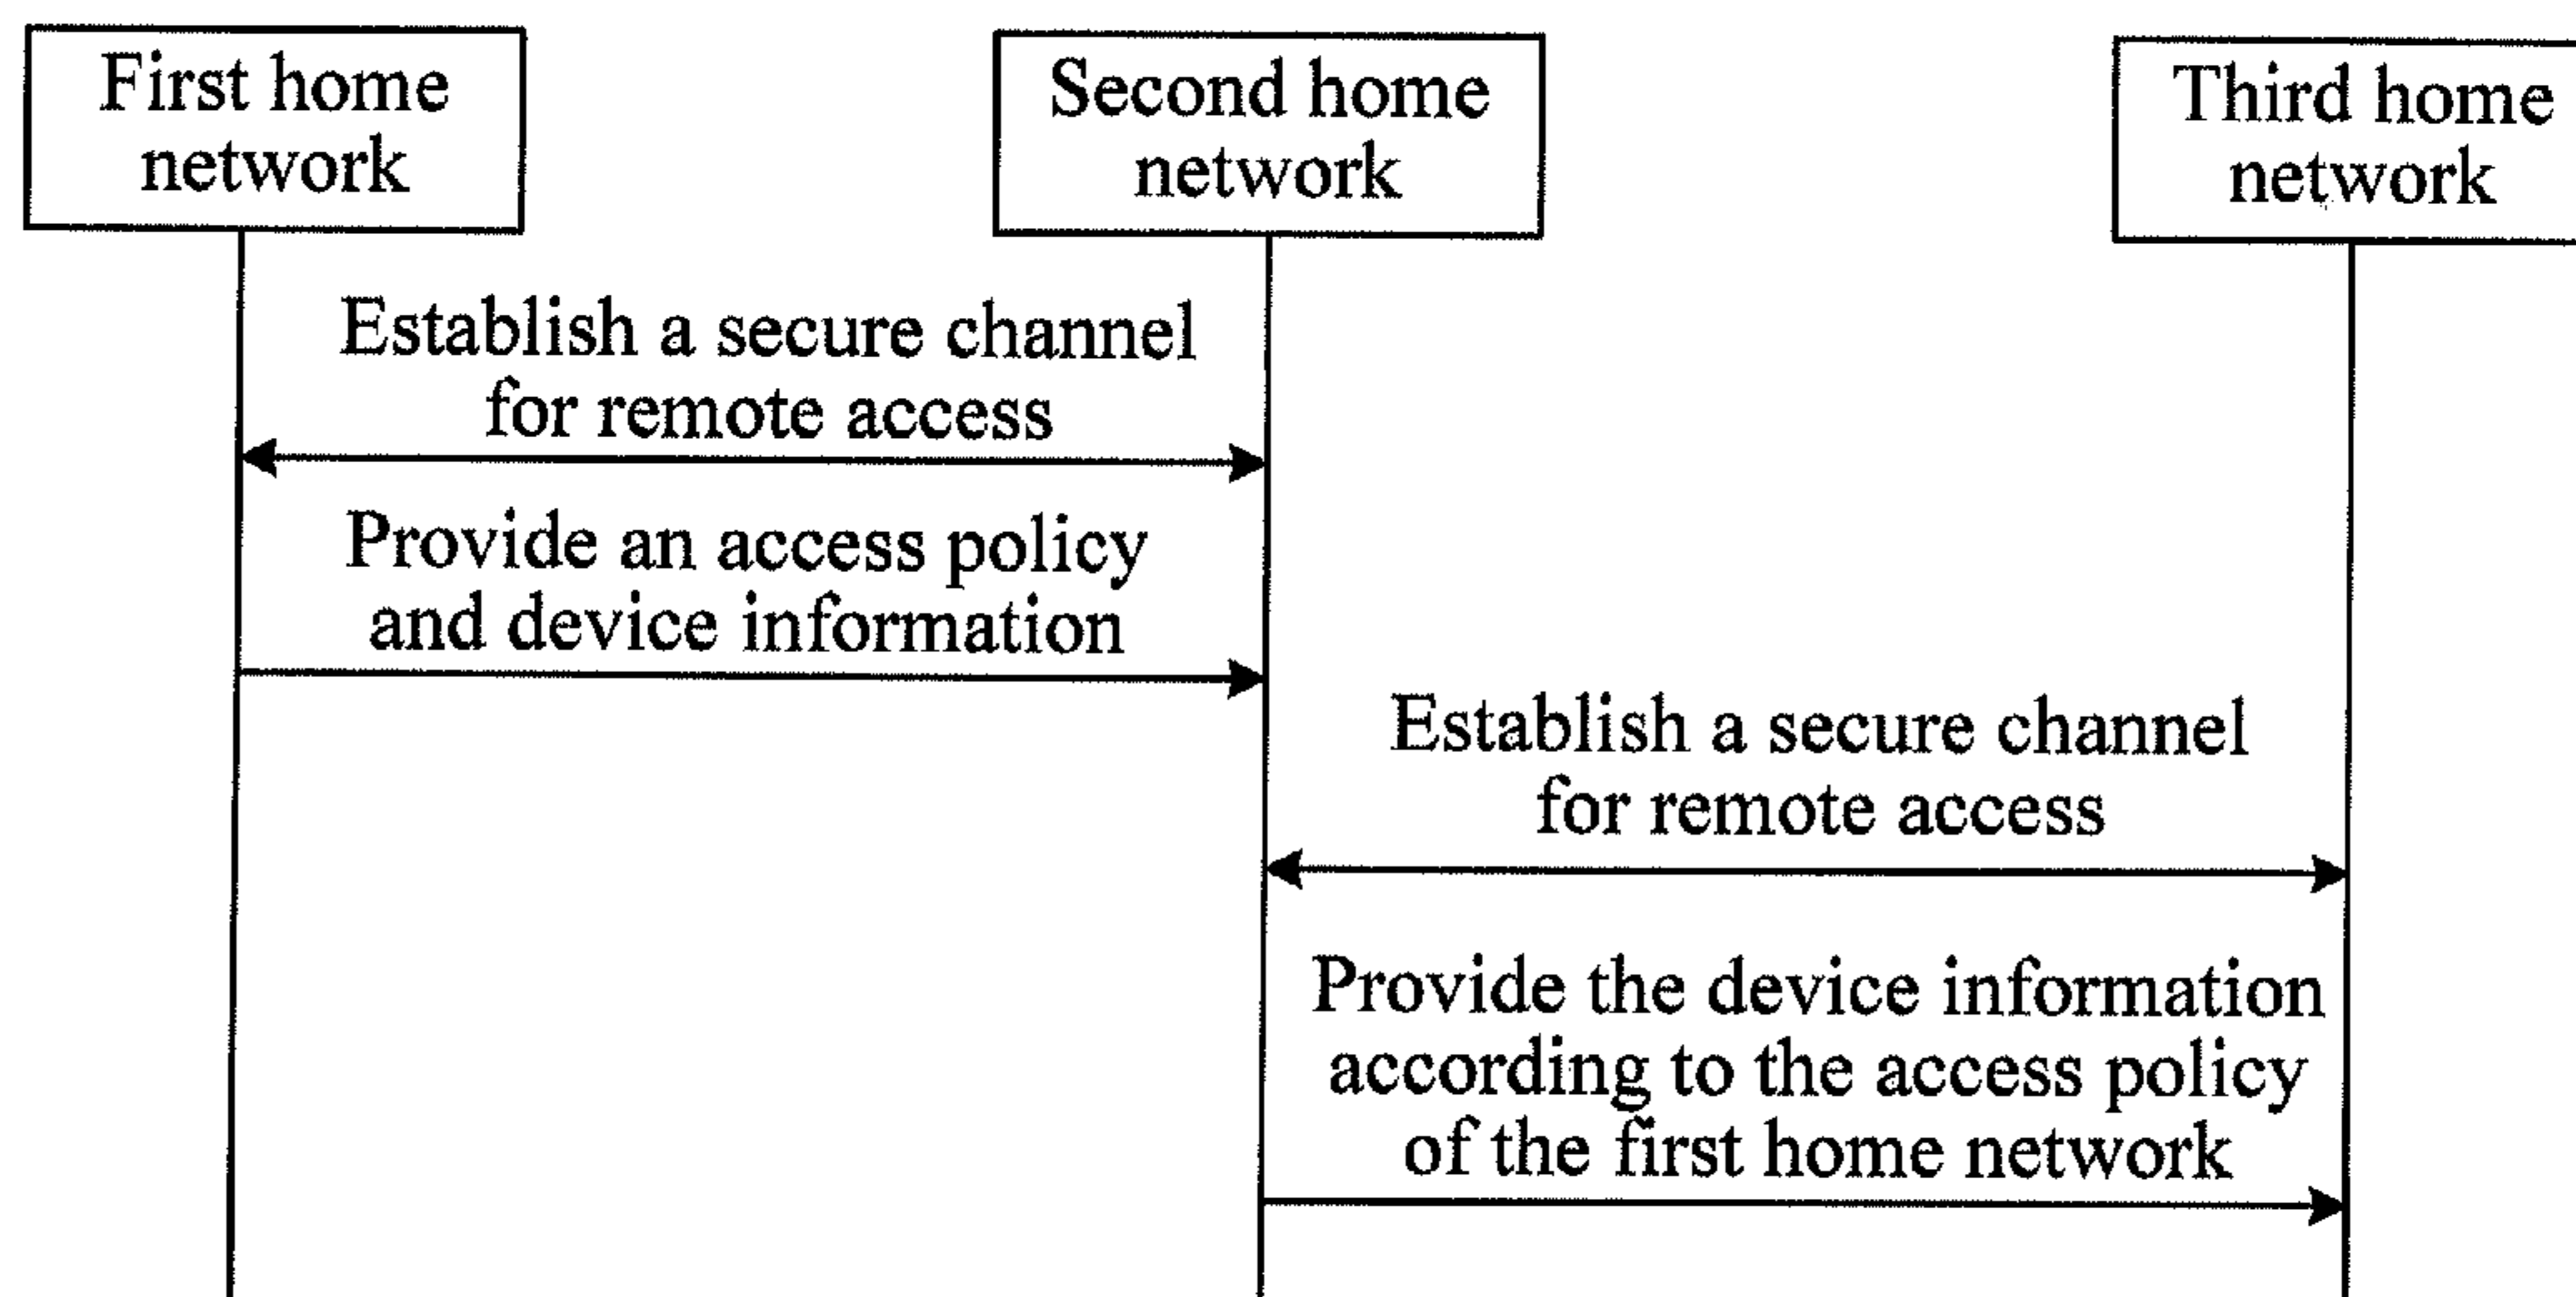 First home
network
Second home
network
Third home
network
Establish a secure channel
for remote access
Provide an access policy
and device information
Establish a secure channel
for remote access
Provide the device information
according to the access policy
of the first home network